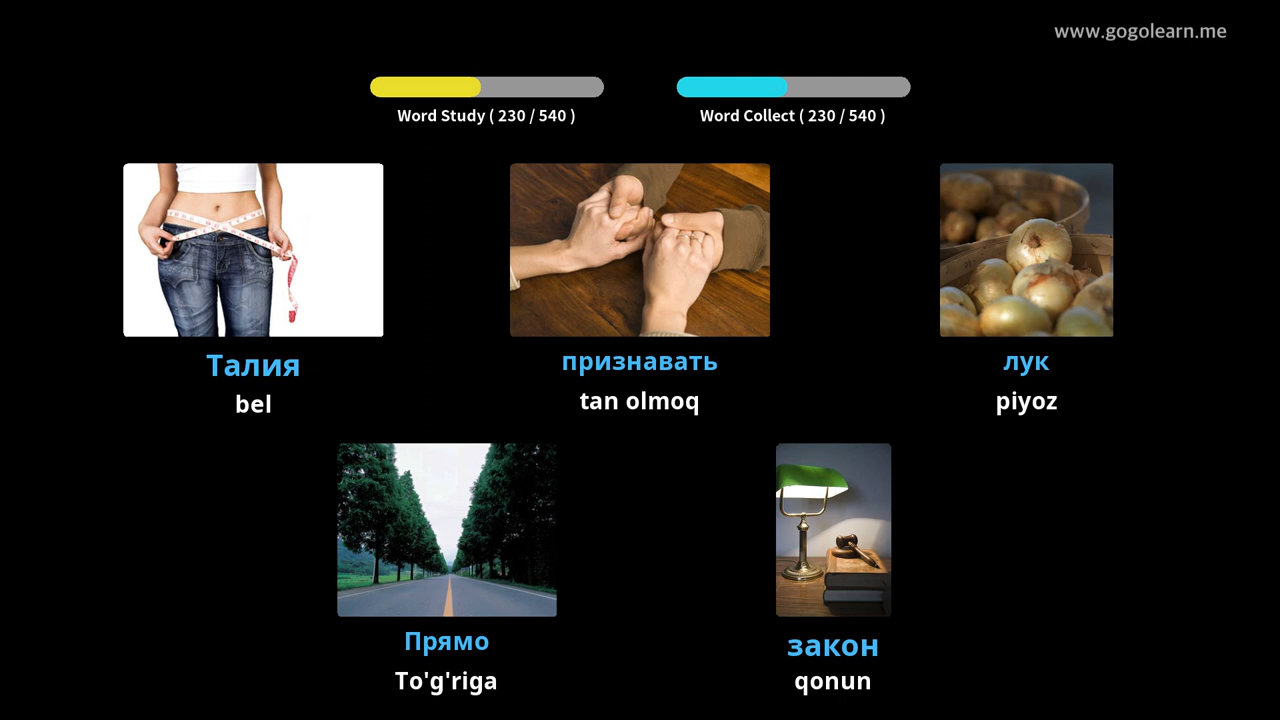 www.gogolearn.me
Word Study ( 230 / 540 )
Word Collect ( 230 / 540 )
Талия
bel
признавать
tan olmoq
лук
piyoz
Прямо
To'g'riga
закон
qonun